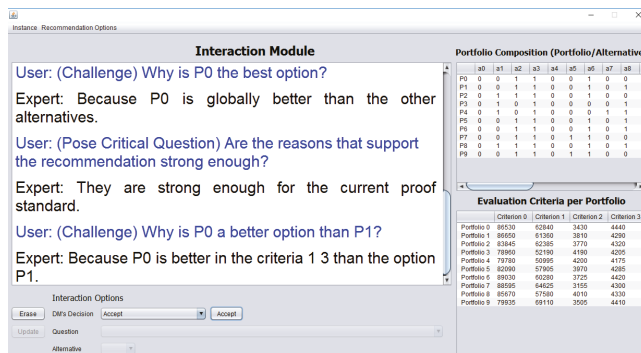 Instance Recommendation Options
Interaction Module
User: (Challenge) Why is P0 the best option?
Expert: Because P0 is globally better than the other
alternatives.
User: (Pose Critical Question) Are the reasons that support
the recommendation strong enough?
Expert: They are strong enough for the current proof
standard.
User: (Challenge) Why is P0 a better option than P1?
Expert: Because P0 is better in the criteria 1 3 than the option
P1.
Interaction Options
Erase DM's Decision Accept Accept
Update Question
Alternative
Portfolio Composition (Portfolio/Alternative
a0 a1 a2 a3 a4 a5 a6 a7 a8
P0 0 0 1 1 0 0 1 0 0
P1 0 0 1 1 0 0 1 0 1
P2 0 1 1 1 0 0 1 0 0
P3 0 1 0 1 0 0 0 0 1
P4 0 1 0 1 0 0 0 1 1
P5 0 0 1 1 0 0 1 0 1
P6 0 0 1 1 0 0 1 0 1
P7 0 0 1 1 0 1 1 0 0
P8 0 1 1 1 0 0 1 0 1
P9 0 0 1 1 0 1 1 0 0
Evaluation Criteria per Portfolio
Criterion 0 Criterion 1 Criterion 2 Criterion 3
Portfolio 0 86530 62840 3430 4440
Portfolio 1 86650 61360 3810 4290
Portfolio 2 83845 62385 3770 4320
Portfolio 3 78960 52190 4190 4205
Portfolio 4 79780 50995 4200 4175
Portfolio 5 82090 57905 3970 4285
Portfolio 6 89030 60280 3725 4420
Portfolio 7 88595 64625 3155 4300
Portfolio 8 85670 57580 4010 4330
Portfolio 9 79935 69110 3505 4410